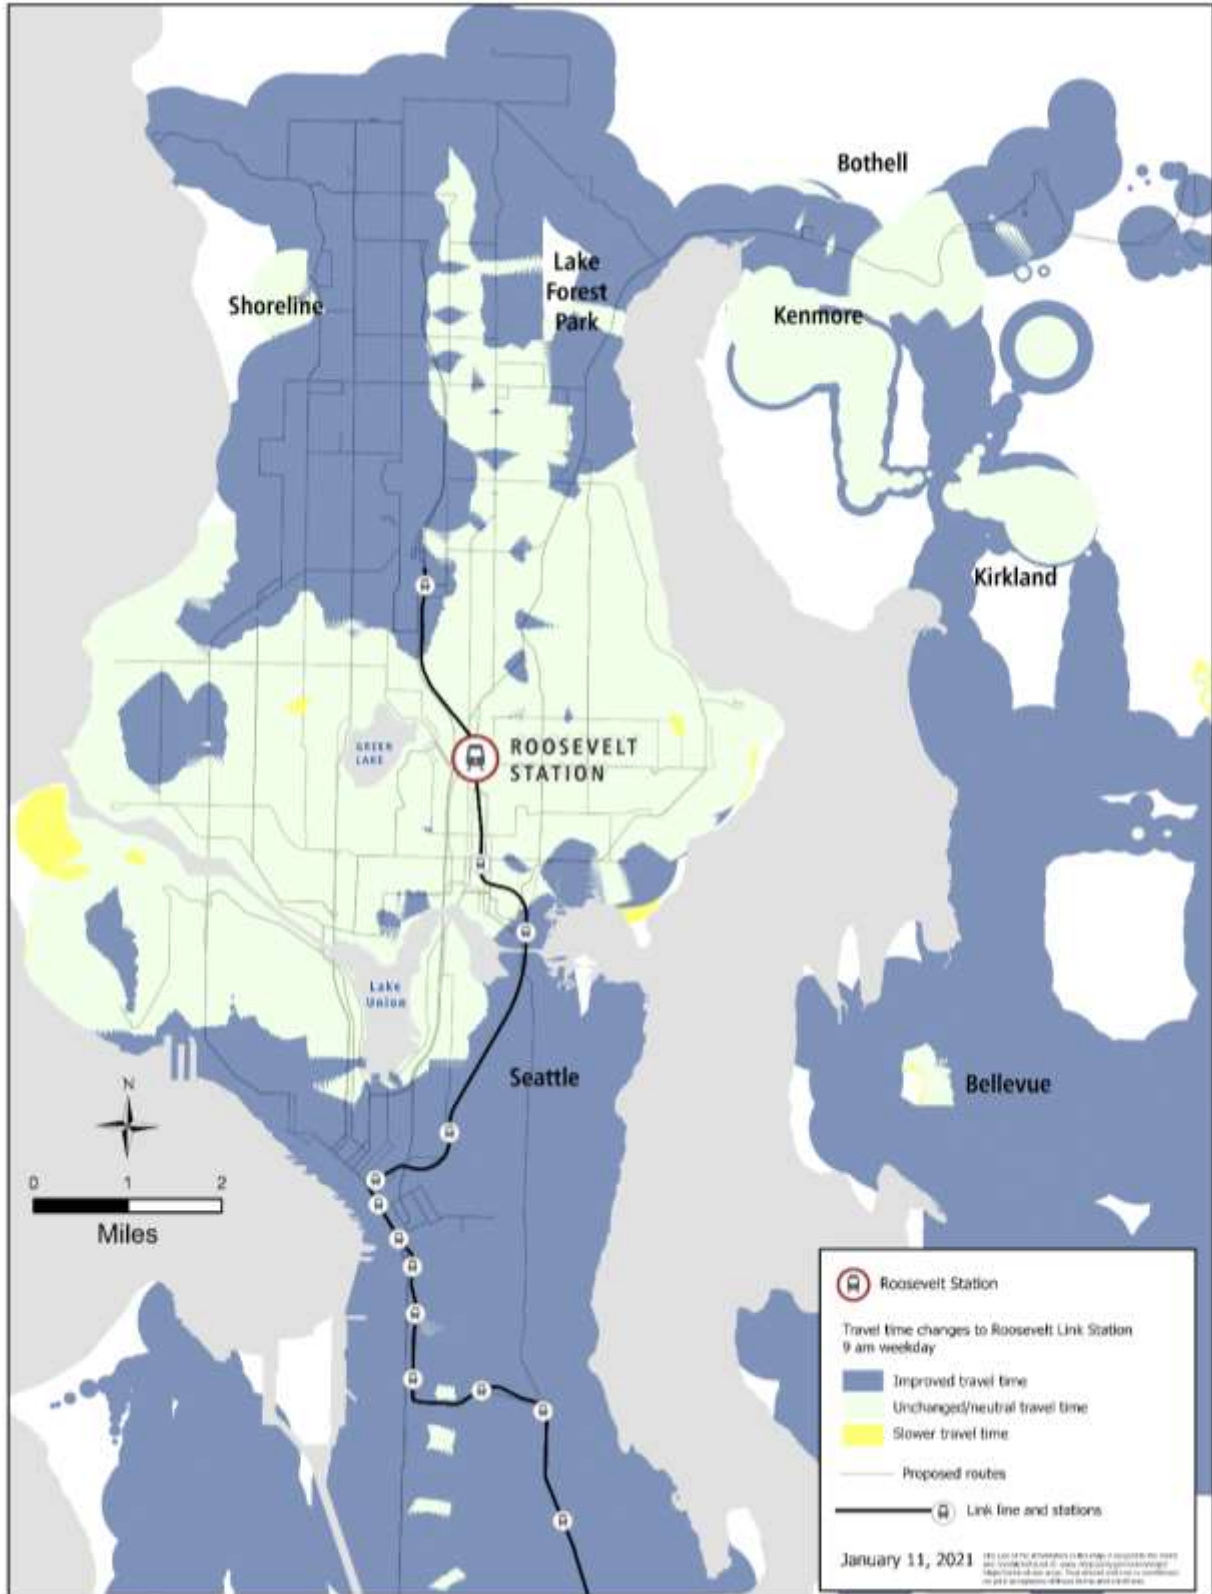 Bothell
Lake
Forest
Park
Shoreline
Kenmore
Kirkland
GREEN
LAKE
ROOSEVELT
STATION
Lake
Union
Seattle
Bellevue
N
0 1 2
Miles
Roosevelt Station
Travel time changes to Roosevelt Link Station
9 am weekday
Improved travel time
Unchanged/neutral travel time
Slower travel time
Proposed routes
Link line and stations
January 11, 2021